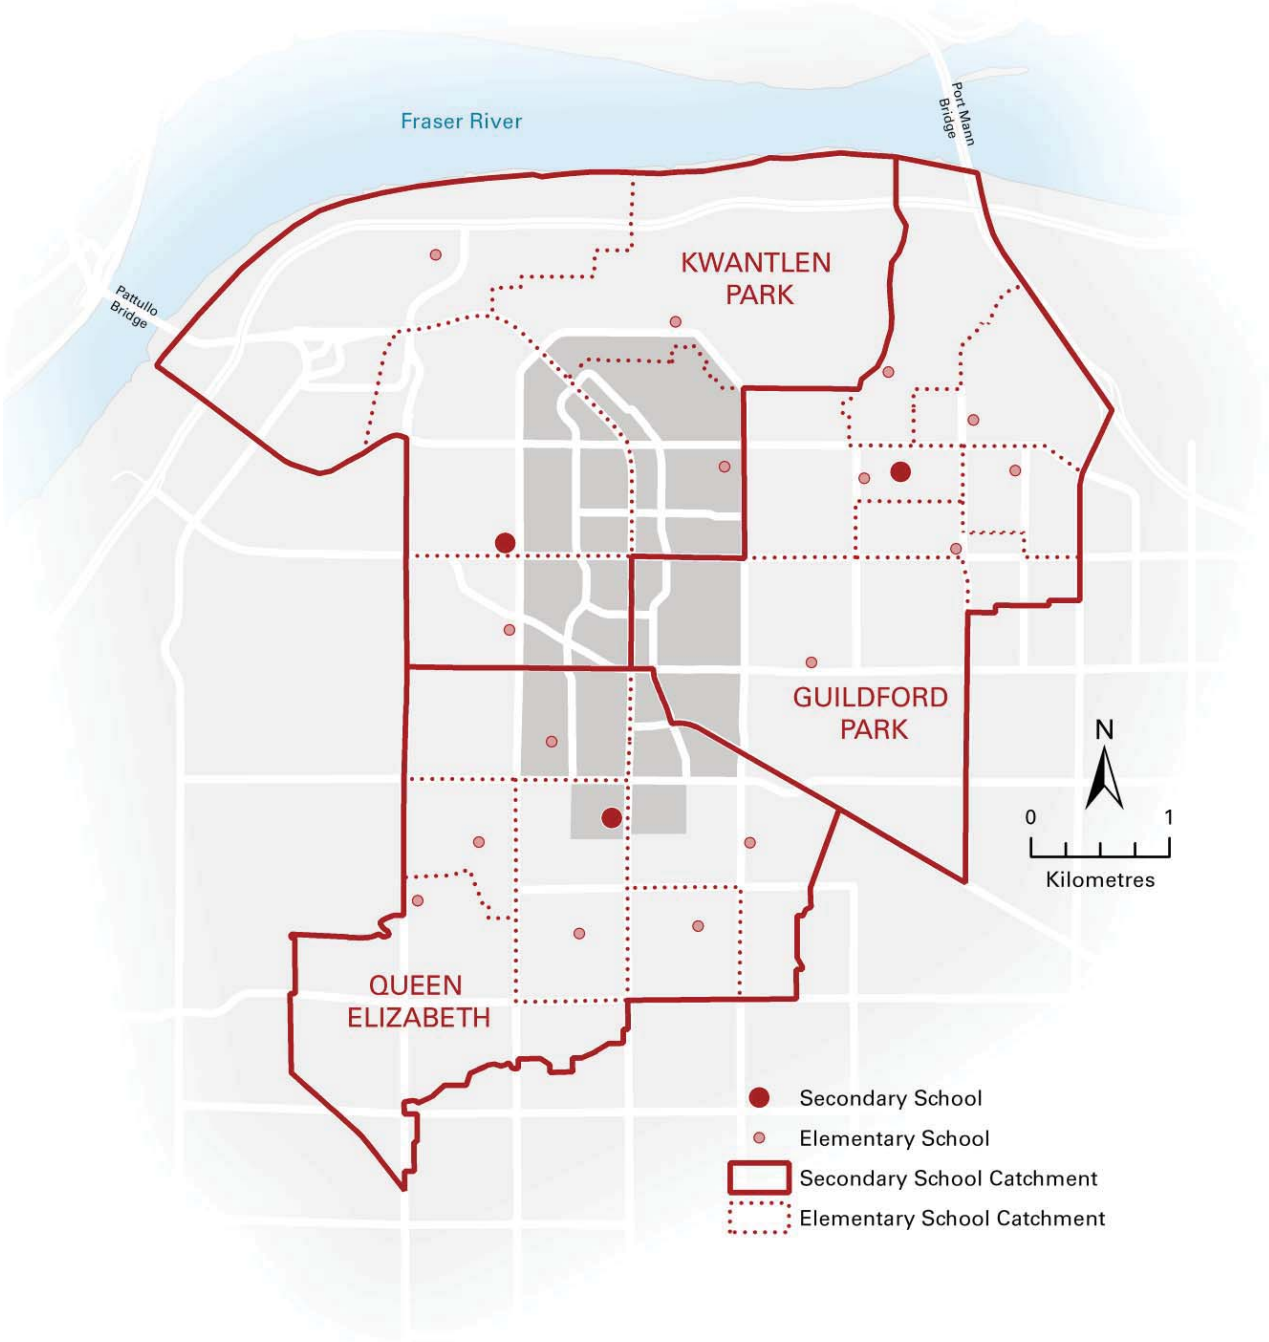 Port Mann
Bridge
Fraser River
KWANTLEN
PARK
Pattullo
Bridge
GUILDFORD
PARK
N
0 1
Kilometres
QUEEN
ELIZABETH
Secondary School
Elementary School
Secondary School Catchment
Elementary School Catchment